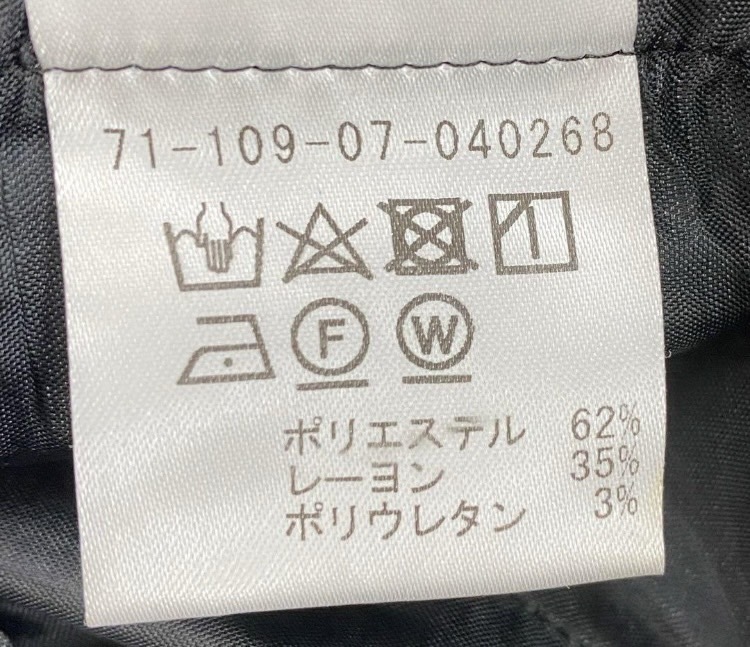 71-109-07-040268
F W
ポリエステル 62%
レーヨン 35%
ポリウレタン 3%